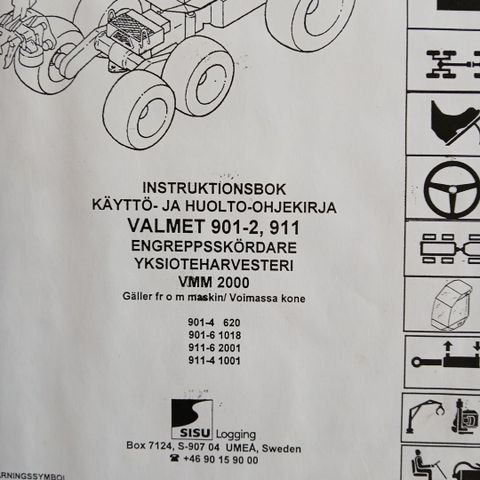 INSTRUKTIONSBOK
KÄYTTÖ- JA HUOLTO-OHJEKIRJA
VALMET 901-2, 911
ENGREPPSSKÖRDARE
YKSIOTEHARVESTERI
VMM 2000
Gäller fr o m maskin/ Voimassa kone
901-4 620
901-6 1018
911-6 2001
911-4 1001
SISU Logging
Box 7124, S-907 04 UMEÅ, Sweden
☎ +46 90 15 90 00
ARNINGSSYMBOL